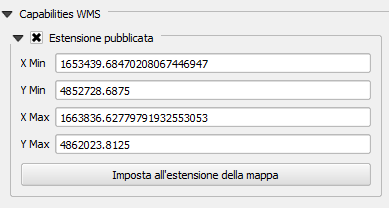 Capabilities WMS
Estensione pubblicata
X Min 1653439.68470208067446947
Y Min 4852728.6875
X Max 1663836.62779791932553053
Y Max 4862023.8125
Imposta all'estensione della mappa